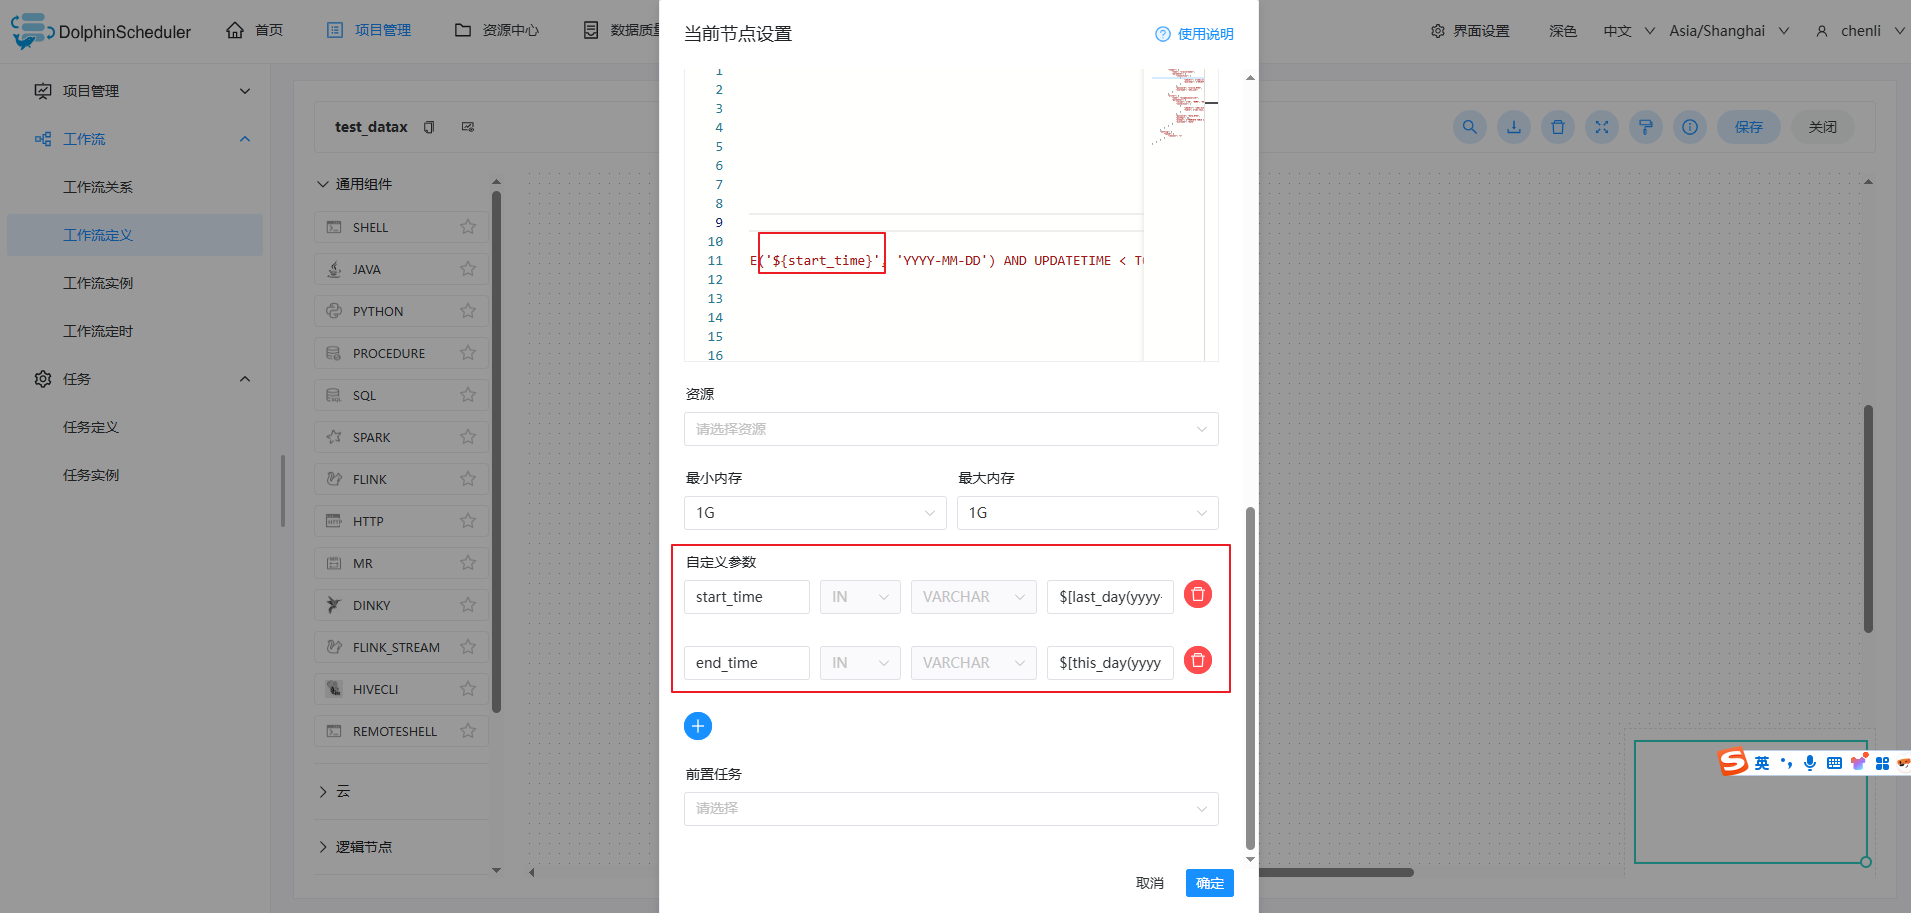 DolphinScheduler
首页
项目管理
资源中心
数据质量
界面设置
深色
中文
Asia/Shanghai
chenli
项目管理
工作流
工作流关系
工作流定义
工作流实例
工作流定时
任务
任务定义
任务实例
test_datax
保存
关闭
通用组件
SHELL
JAVA
PYTHON
PROCEDURE
SQL
SPARK
FLINK
HTTP
MR
DINKY
FLINK_STREAM
HIVECLI
REMOTESHELL
云
逻辑节点
当前节点设置
使用说明
1
2
3
4
5
6
7
8
9
10
11 E('${start_time}', 'YYYY-MM-DD') AND UPDATETIME < T
12
13
14
15
16
资源
请选择资源
最小内存 最大内存
1G 1G
自定义参数
start_time IN VARCHAR $[last_day(yyyy-
end_time IN VARCHAR $[this_day(yyyy
前置任务
请选择
取消 确定
英